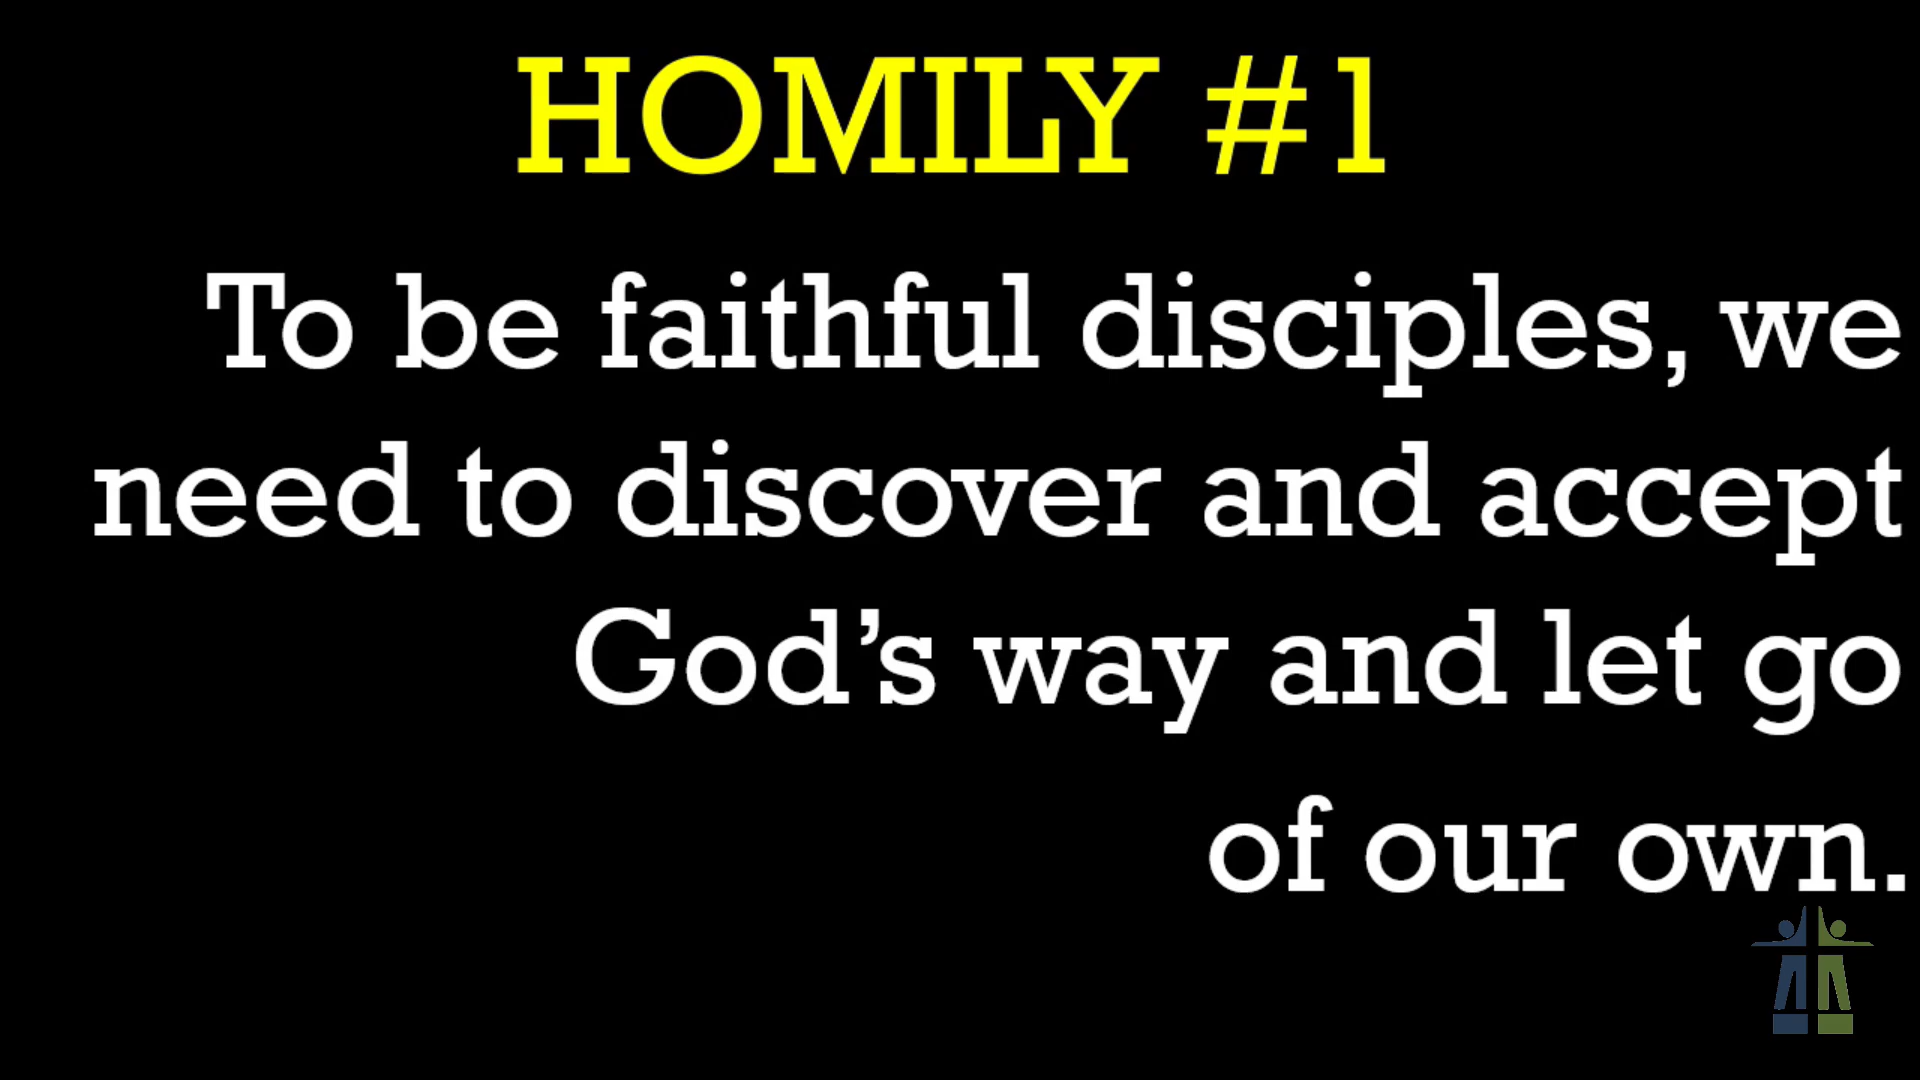 HOMILY #1
To be faithful disciples, we
need to discover and accept
God’s way and let go
of our own.